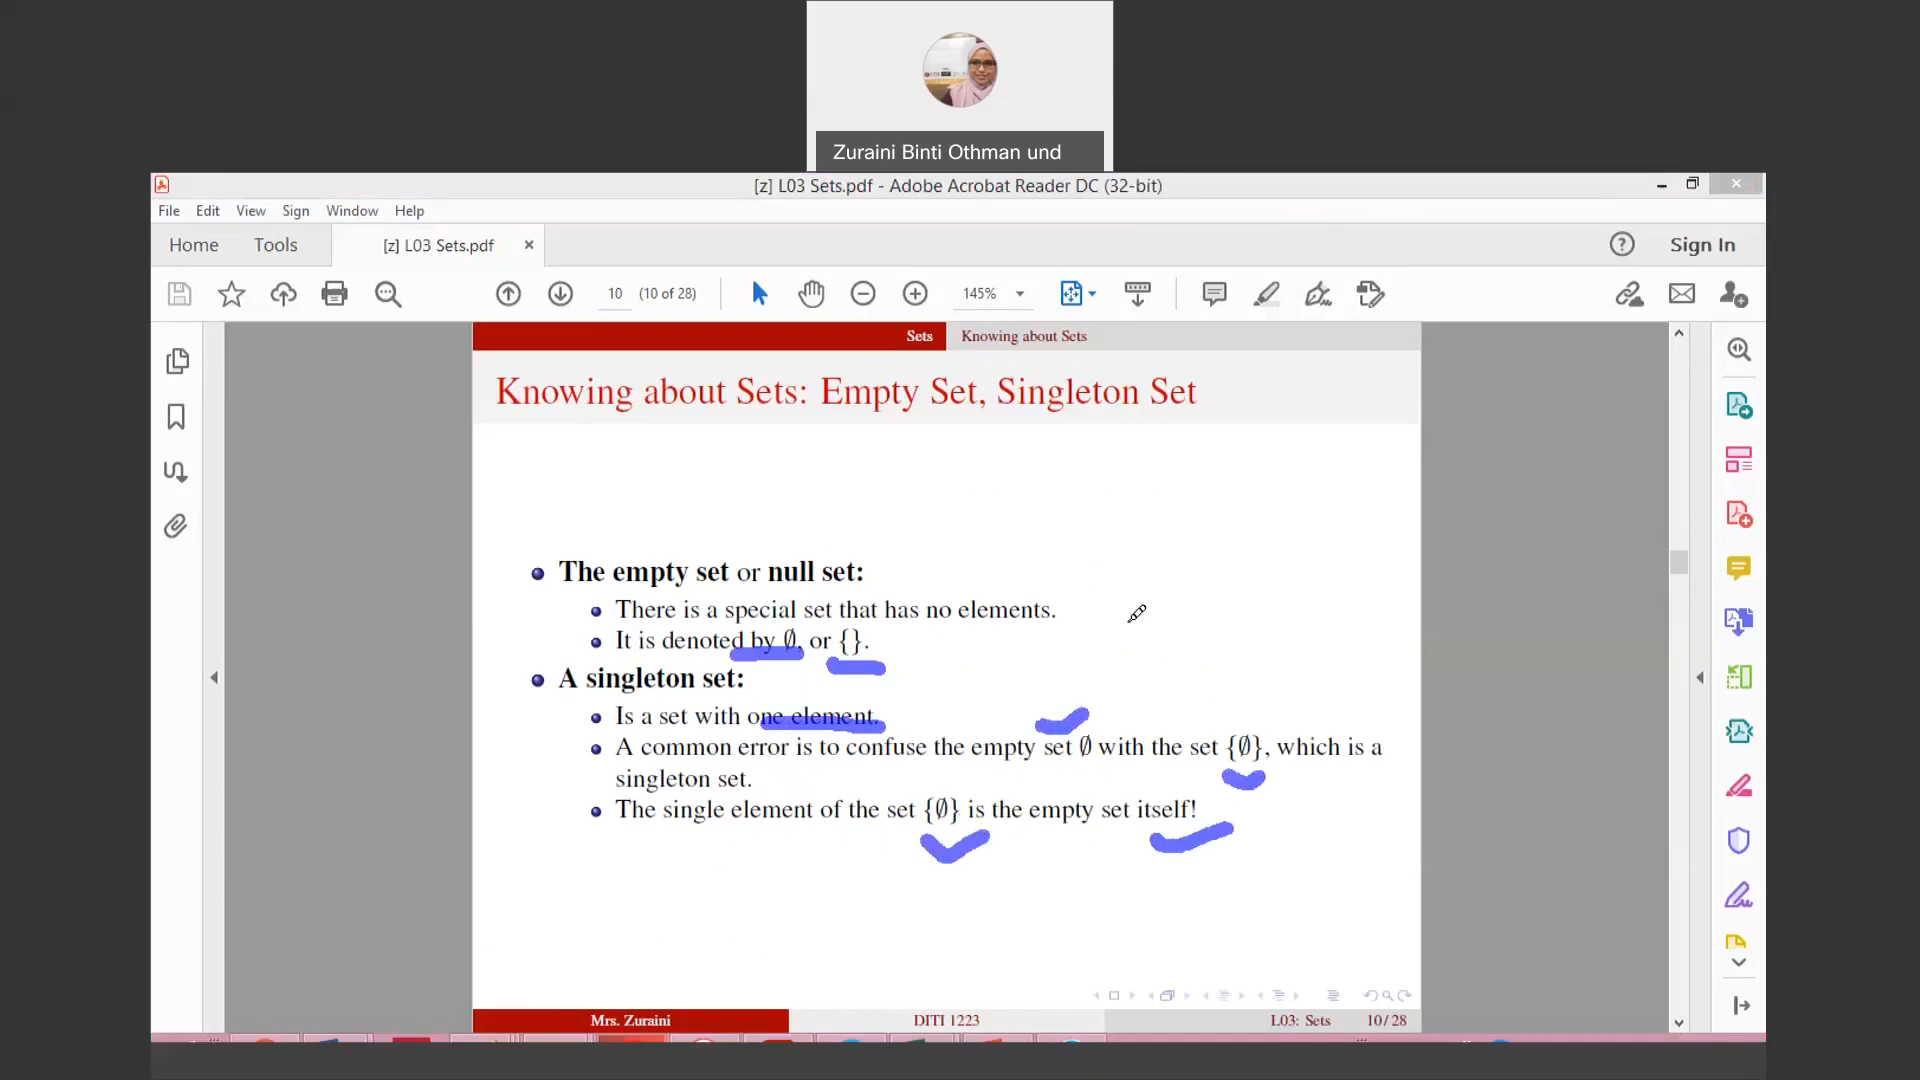 Zuraini Binti Othman und
[z] L03 Sets.pdf - Adobe Acrobat Reader DC (32-bit)
File Edit View Sign Window Help
Home Tools [z] L03 Sets.pdf × Sign In
10 (10 of 28) 145%
Sets Knowing about Sets
Knowing about Sets: Empty Set, Singleton Set
The empty set or null set:
There is a special set that has no elements.
It is denoted by ∅, or {}.
A singleton set:
Is a set with one element.
A common error is to confuse the empty set ∅ with the set {∅}, which is a
singleton set.
The single element of the set {∅} is the empty set itself!
Mrs. Zuraini DITI 1223 L03: Sets 10/28